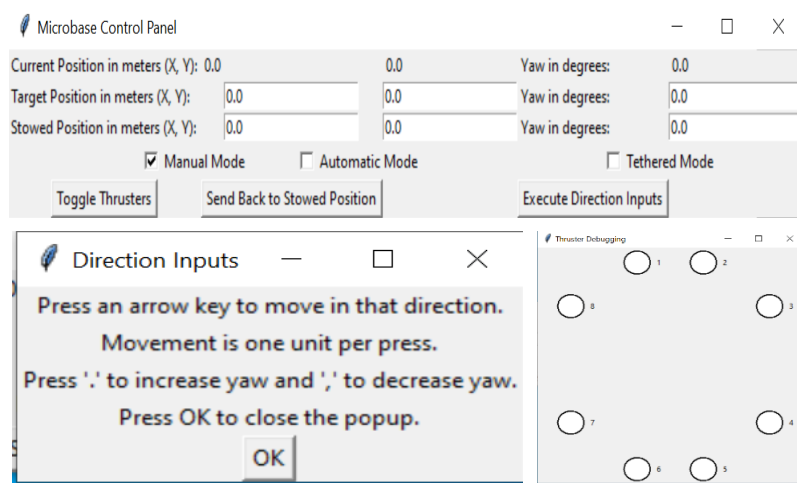 Microbase Control Panel
Current Position in meters (X, Y): 0.0 0.0 Yaw in degrees: 0.0
Target Position in meters (X, Y): 0.0 0.0 Yaw in degrees: 0.0
Stowed Position in meters (X, Y): 0.0 0.0 Yaw in degrees: 0.0
Manual Mode Automatic Mode Tethered Mode
Toggle Thrusters Send Back to Stowed Position Execute Direction Inputs
Direction Inputs
Press an arrow key to move in that direction.
Movement is one unit per press.
Press '.' to increase yaw and ',' to decrease yaw.
Press OK to close the popup.
OK
Thruster Debugging
1 2
8 3
7 4
6 5